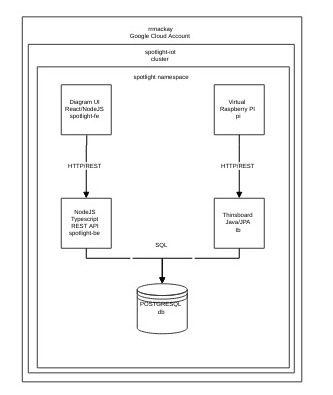 rrmackay
Google Cloud Account
spotlight-iot
cluster
spotlight namespace
Diagram UI
React/NodeJS
spotlight-fe
Virtual
Raspberry PI
pi
HTTP/REST
HTTP/REST
NodeJS
Typescript
REST API
spotlight-be
Thinsboard
Java/JPA
tb
SQL
POSTGRESQL
db